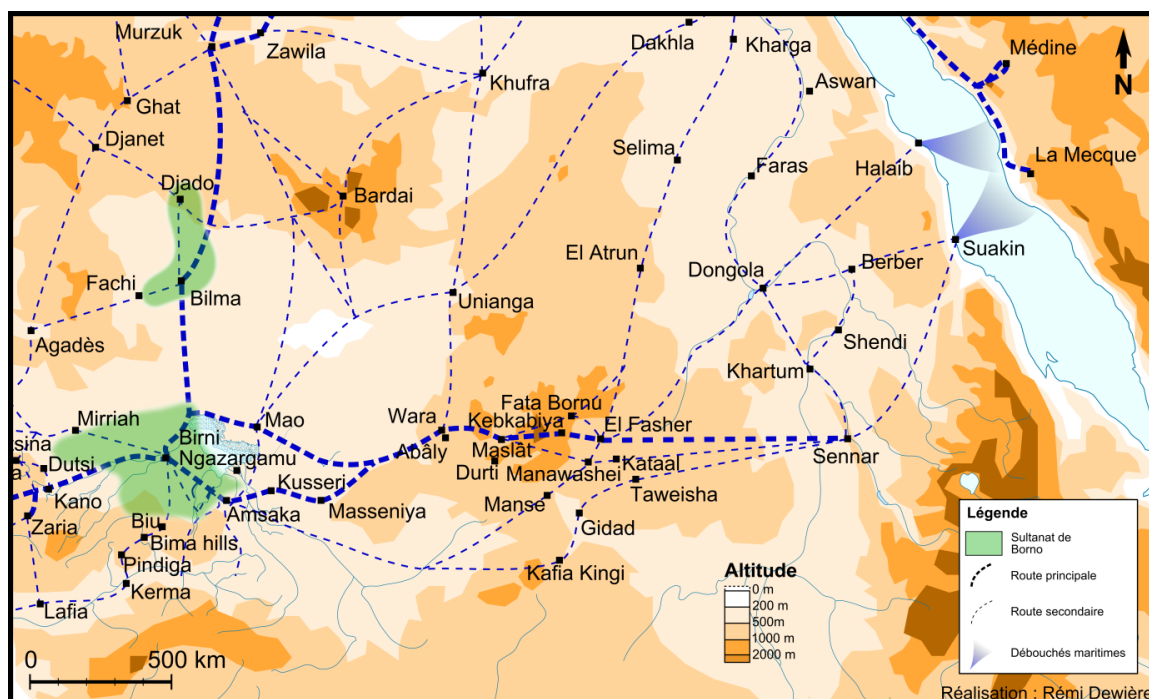 Murzuk
Zawila
Dakhla
Kharga
Médine
N
Khufra
Aswan
Ghat
Djanet
Selima
La Mecque
Halaib
Faras
Djado
Bardai
Suakin
El Atrun
Dongola
Berber
Fachi
Bilma
Unianga
Agadès
Shendi
Khartum
Mirriah
Mao
Wara
Fata Bornú
Kebkabiya
El Fasher
sina
Birni
Ngazargamu
Abâly
Maslât
Sennar
a
Dutsi
Durti
Manawashei
Kataal
Kano
Kusseri
Taweisha
Amsaka
Masseniya
Manse
Zaria
Biu
Gidad
Bima hills
Pindiga
Kafia Kingi
Kerma
Lafia
0
500 km
Altitude
0 m
200 m
500m
1000 m
2000 m
Légende
Sultanat de
Borno
Route principale
Route secondaire
Débouchés maritimes
Réalisation : Rémi Dewière